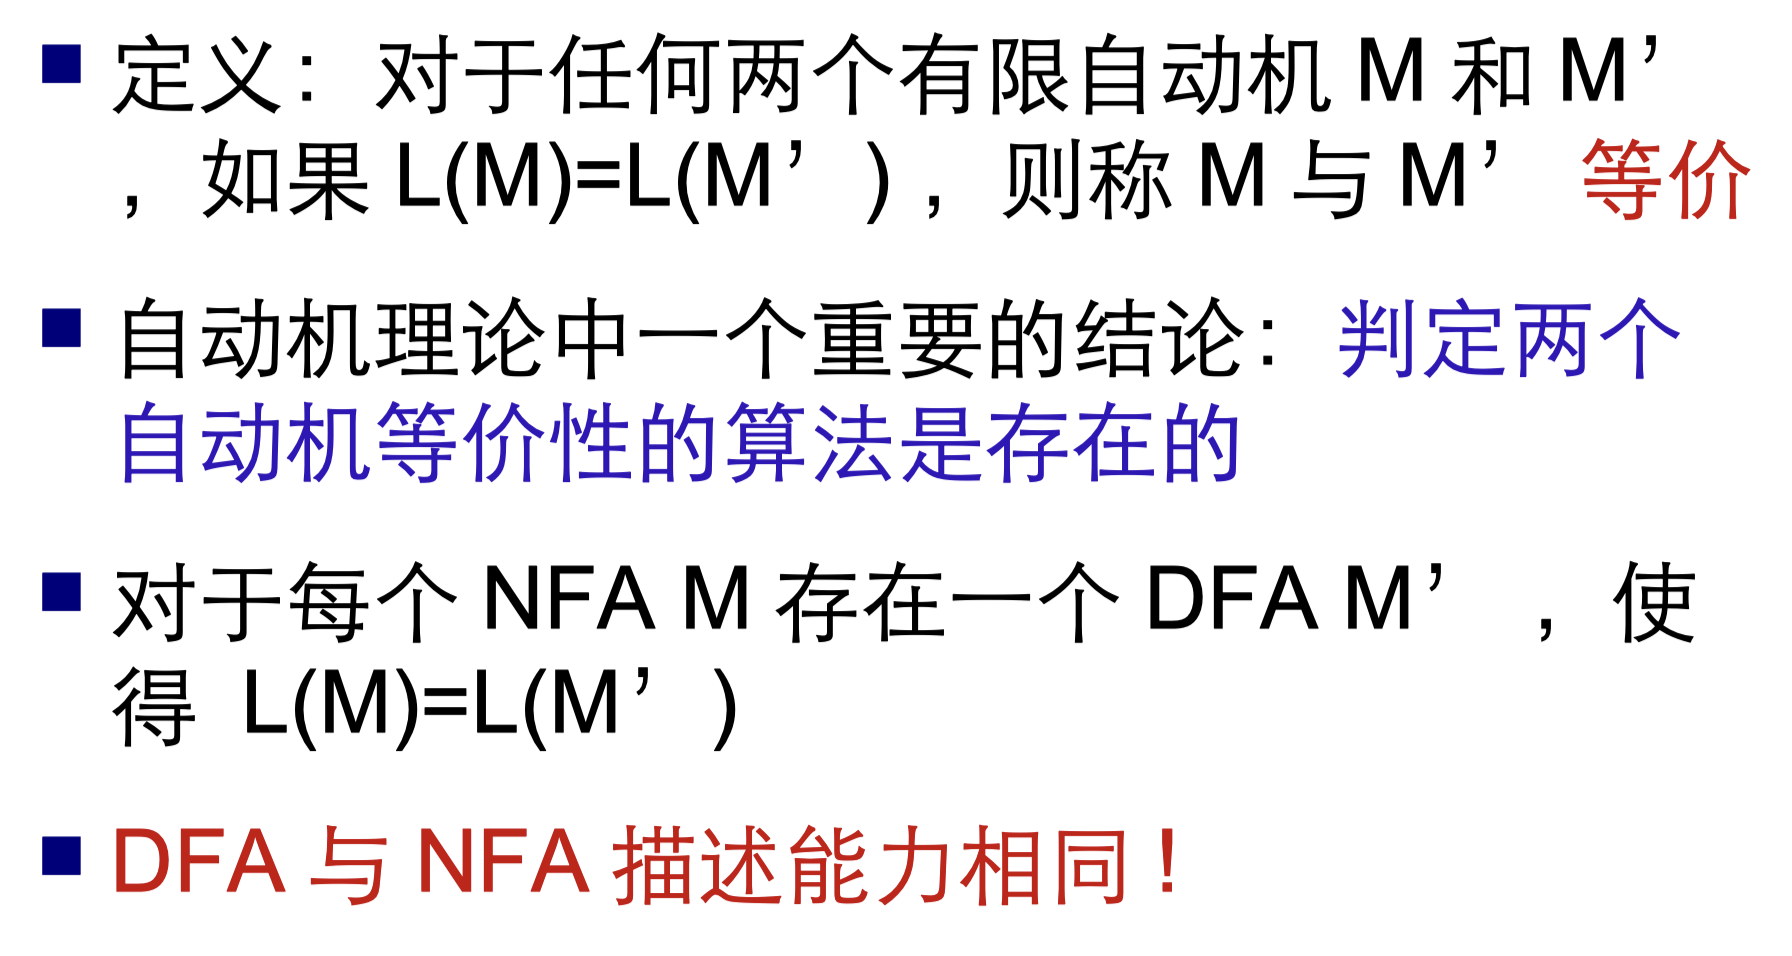 ■ 定义：对于任何两个有限自动机 M 和 M’
，如果 L(M)=L(M’)，则称 M 与 M’ 等价
■ 自动机理论中一个重要的结论：判定两个
自动机等价性的算法是存在的
■ 对于每个 NFA M 存在一个 DFA M’，使
得 L(M)=L(M’)
■ DFA 与 NFA 描述能力相同！